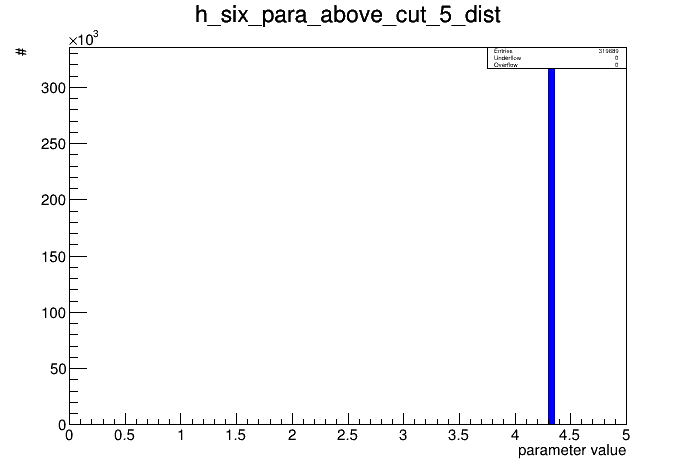 h_six_para_above_cut_5_dist
×10³
#
Entries 319889
Underflow 0
Overflow 0
300
250
200
150
100
50
0
0 0.5 1 1.5 2 2.5 3 3.5 4 4.5 5
parameter value